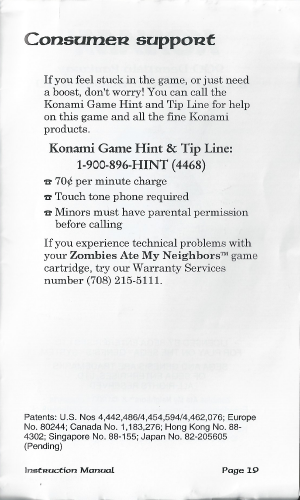 Consumer support
If you feel stuck in the game, or just need
a boost, don't worry! You can call the
Konami Game Hint and Tip Line for help
on this game and all the fine Konami
products.
Konami Game Hint & Tip Line:
1-900-896-HINT (4468)
☎ 70¢ per minute charge
☎ Touch tone phone required
☎ Minors must have parental permission
before calling
If you experience technical problems with
your Zombies Ate My Neighbors™ game
cartridge, try our Warranty Services
number (708) 215-5111.
Patents: U.S. Nos 4,442,486/4,454,594/4,462,076; Europe
No. 80244; Canada No. 1,183,276; Hong Kong No. 88-
4302; Singapore No. 88-155; Japan No. 82-205605
(Pending)
Instruction Manual Page 19